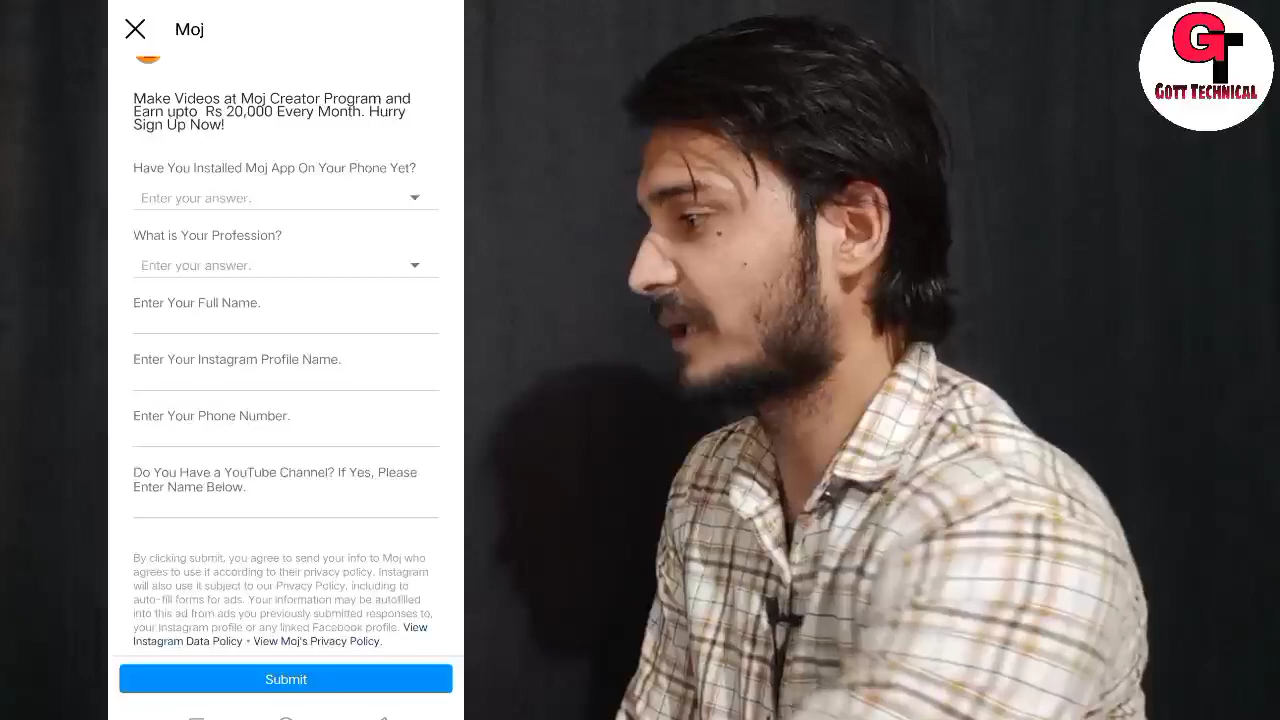 Moj
Make Videos at Moj Creator Program and
Earn upto Rs 20,000 Every Month. Hurry
Sign Up Now!
Have You Installed Moj App On Your Phone Yet?
Enter your answer.
What is Your Profession?
Enter your answer.
Enter Your Full Name.
Enter Your Instagram Profile Name.
Enter Your Phone Number.
Do You Have a YouTube Channel? If Yes, Please
Enter Name Below.
By clicking submit, you agree to send your info to Moj who
agrees to use it according to their privacy policy. Instagram
will also use it subject to our Privacy Policy, including to
auto-fill forms for ads. Your information may be autofilled
into this ad from ads you previously submitted responses to,
your Instagram profile or any linked Facebook profile. View
Instagram Data Policy • View Moj's Privacy Policy.
Submit
GT
GOTT TECHNICAL